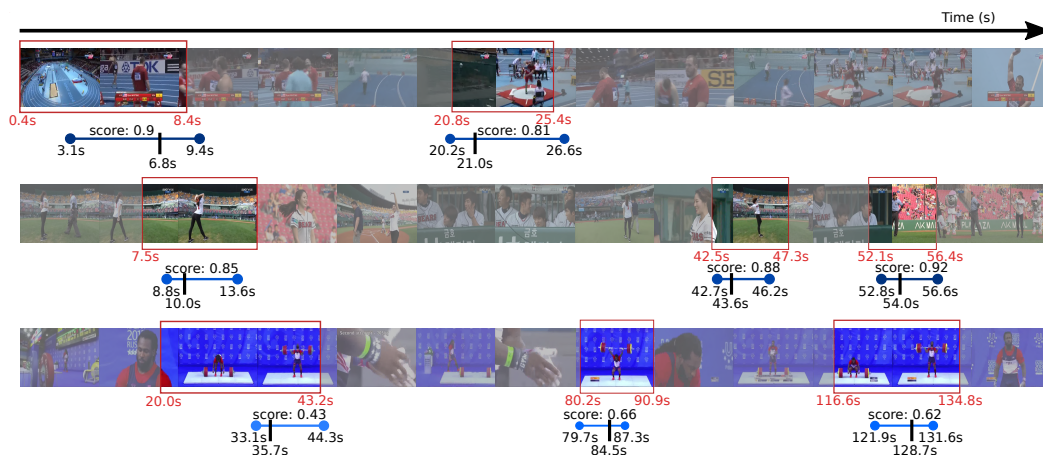 Time (s)
TDK
SE
0.4s 8.4s 20.8s 25.4s
score: 0.9 score: 0.81
3.1s 9.4s 20.2s 26.6s
6.8s 21.0s
BEARS
7.5s 42.5s 47.3s 52.1s 56.4s
score: 0.85 score: 0.88 score: 0.92
8.8s 13.6s 42.7s 46.2s 52.8s 56.6s
10.0s 43.6s 54.0s
20.0s 43.2s 80.2s 90.9s 116.6s 134.8s
score: 0.43 score: 0.66 score: 0.62
33.1s 44.3s 79.7s 87.3s 121.9s 131.6s
35.7s 84.5s 128.7s